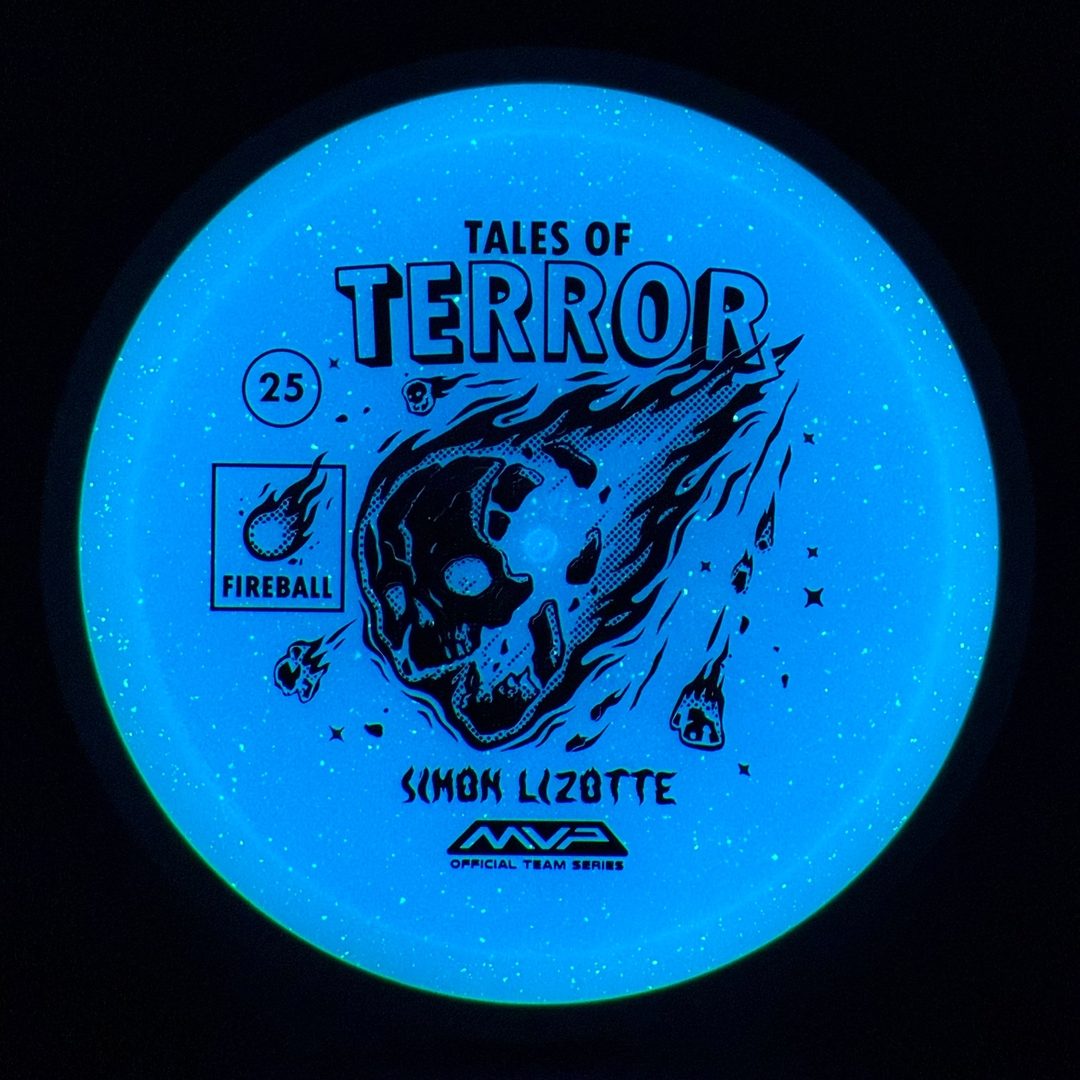 TALES OF
TERROR
25
FIREBALL
SIMON LIZOTTE
MVP
OFFICIAL TEAM SERIES